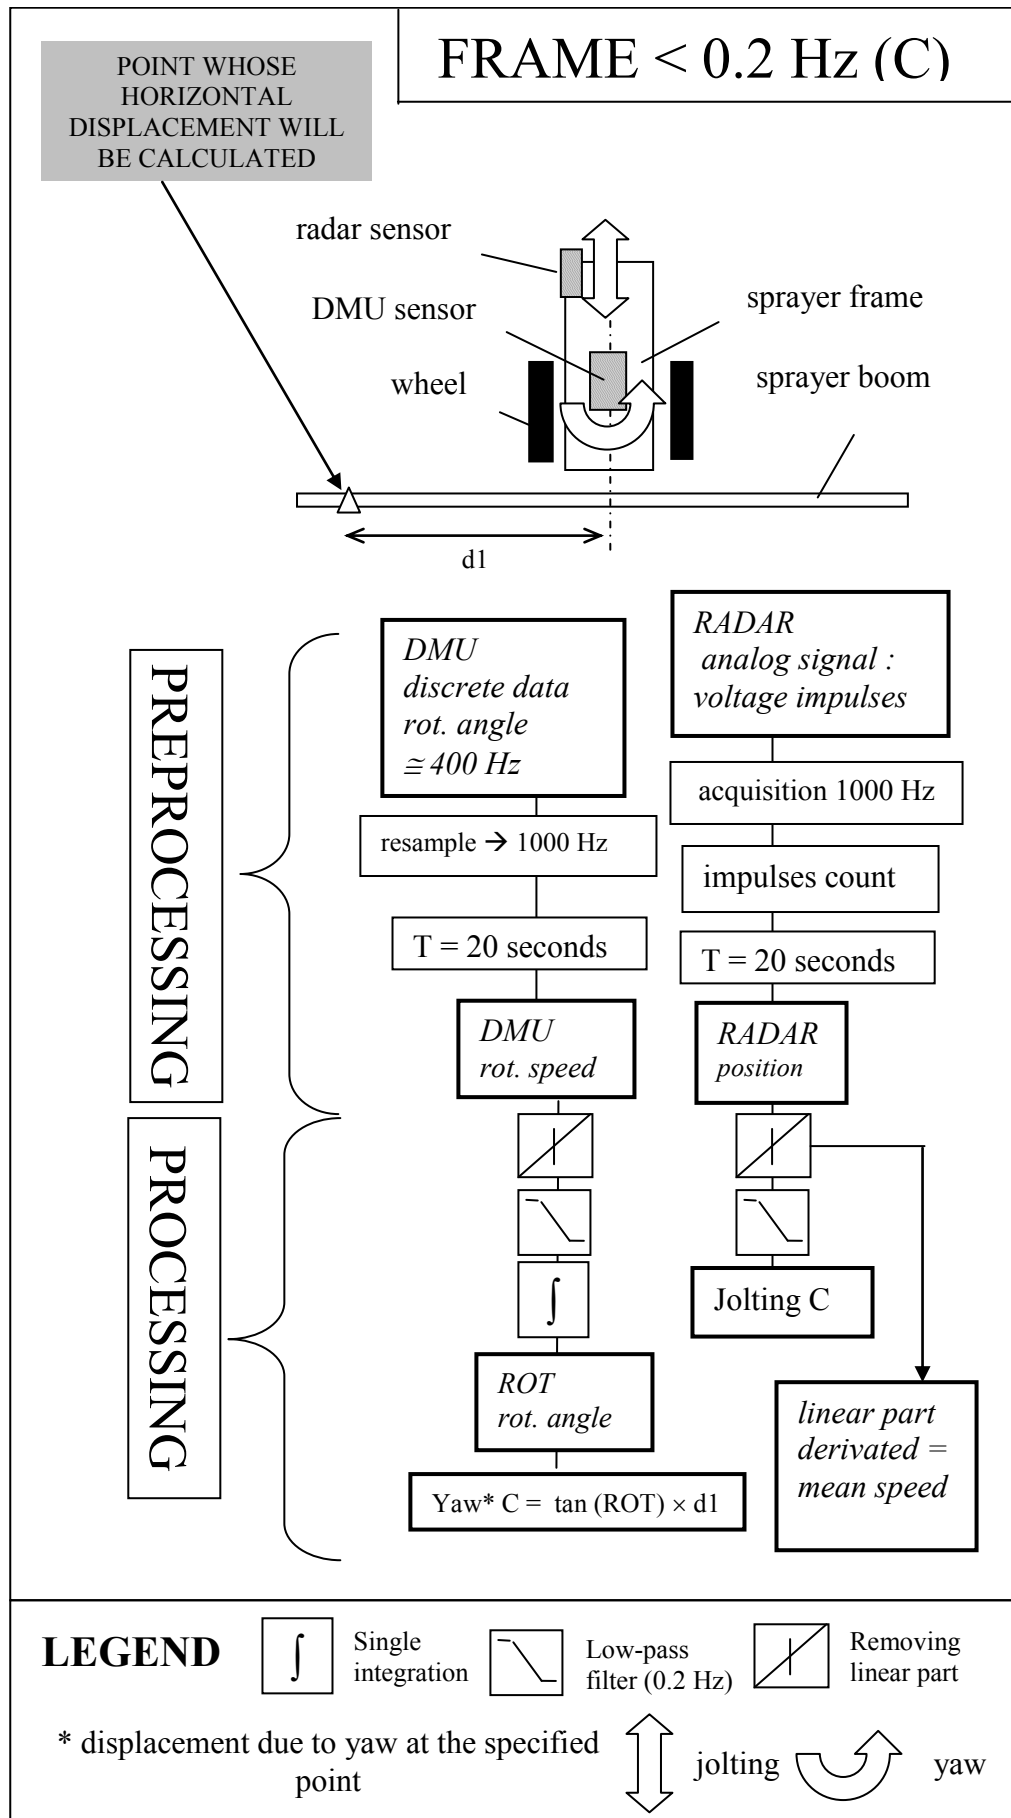 POINT WHOSE
HORIZONTAL
DISPLACEMENT WILL
BE CALCULATED
FRAME < 0.2 Hz (C)
radar sensor
DMU sensor
wheel
sprayer frame
sprayer boom
d1
PREPROCESSING
DMU
discrete data
rot. angle
≅ 400 Hz
resample → 1000 Hz
T = 20 seconds
DMU
rot. speed
RADAR
analog signal :
voltage impulses
acquisition 1000 Hz
impulses count
T = 20 seconds
RADAR
position
PROCESSING
∫
ROT
rot. angle
Yaw* C = tan (ROT) × d1
Jolting C
linear part
derivated =
mean speed
LEGEND
∫
Single
integration
Low-pass
filter (0.2 Hz)
Removing
linear part
* displacement due to yaw at the specified
point
jolting
yaw